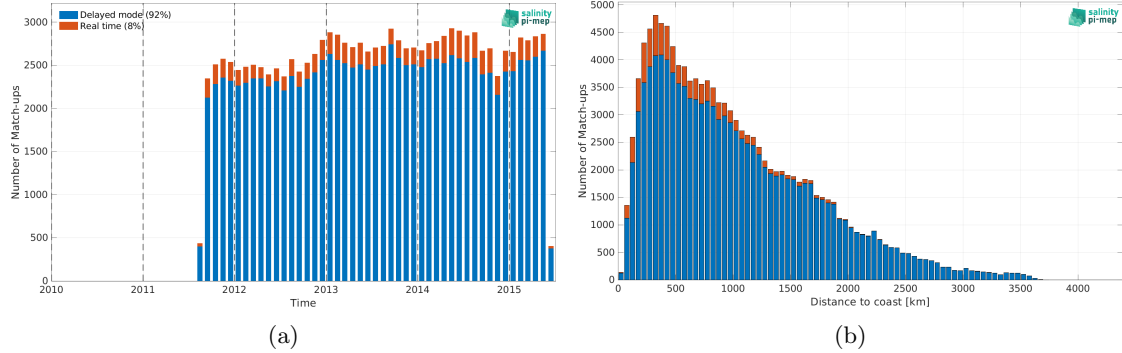 Delayed mode (92%)
Real time (8%)
salinity
pi-mep
Number of Match-ups
3000
2500
2000
1500
1000
500
0
2010
2011
2012
2013
2014
2015
Time
(a)
salinity
pi-mep
Number of Match-ups
5000
4500
4000
3500
3000
2500
2000
1500
1000
500
0
0
500
1000
1500
2000
2500
3000
3500
4000
Distance to coast [km]
(b)